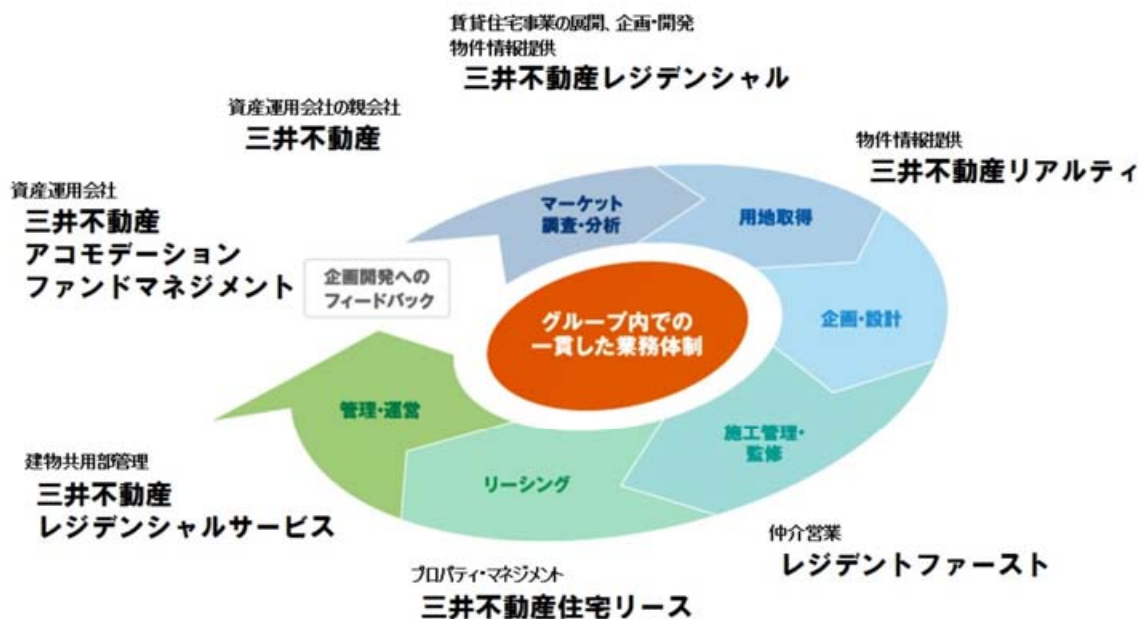 賃貸住宅事業の展開、企画・開発
物件情報提供
三井不動産レジデンシャル
資産運用会社の親会社
三井不動産
物件情報提供
三井不動産リアルティ
資産運用会社
三井不動産
アコモデーション
ファンドマネジメント
マーケット
調査・分析
用地取得
企画開発への
フィードバック
企画・設計
グループ内での
一貫した業務体制
管理・運営
施工管理・
監修
リーシング
建物共用部管理
三井不動産
レジデンシャルサービス
仲介営業
レジデントファースト
プロパティ・マネジメント
三井不動産住宅リース